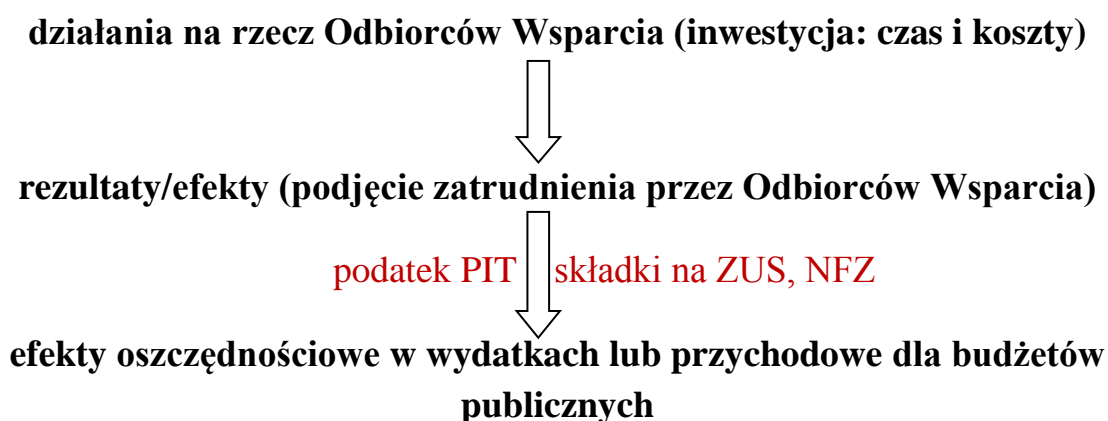 działania na rzecz Odbiorców Wsparcia (inwestycja: czas i koszty)
rezultaty/efekty (podjęcie zatrudnienia przez Odbiorców Wsparcia)
podatek PIT składki na ZUS, NFZ
efekty oszczędnościowe w wydatkach lub przychodowe dla budżetów
publicznych